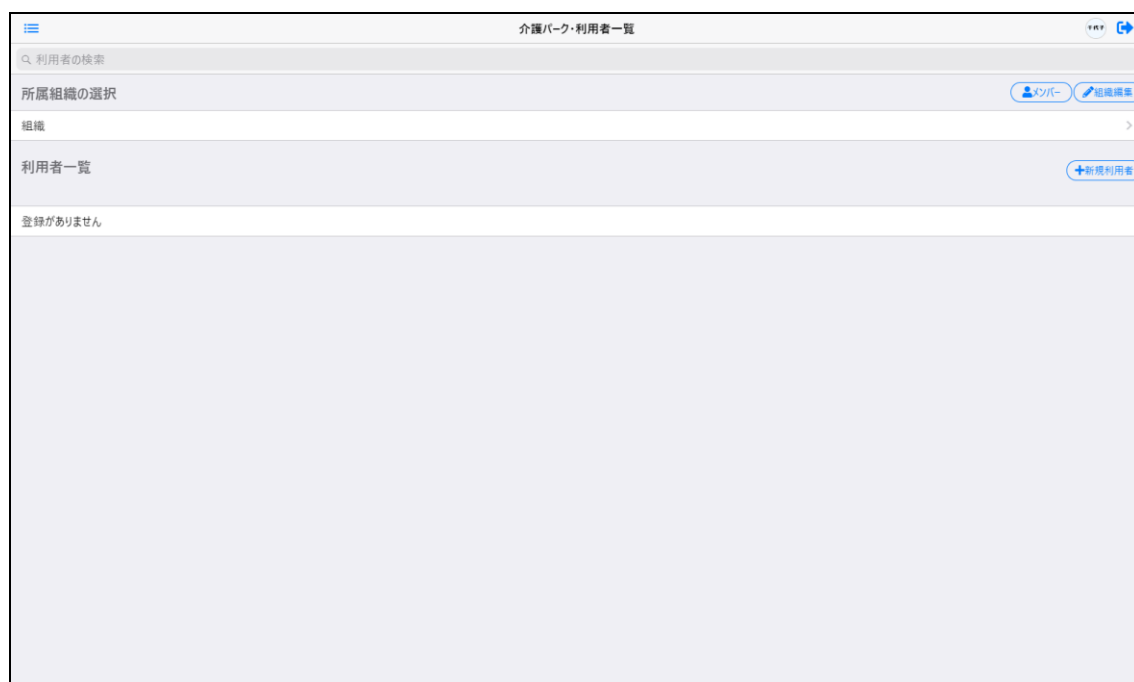 介護パーク・利用者一覧
利用者の検索
所属組織の選択
メンバー
組織編集
組織
利用者一覧
新規利用者
登録がありません